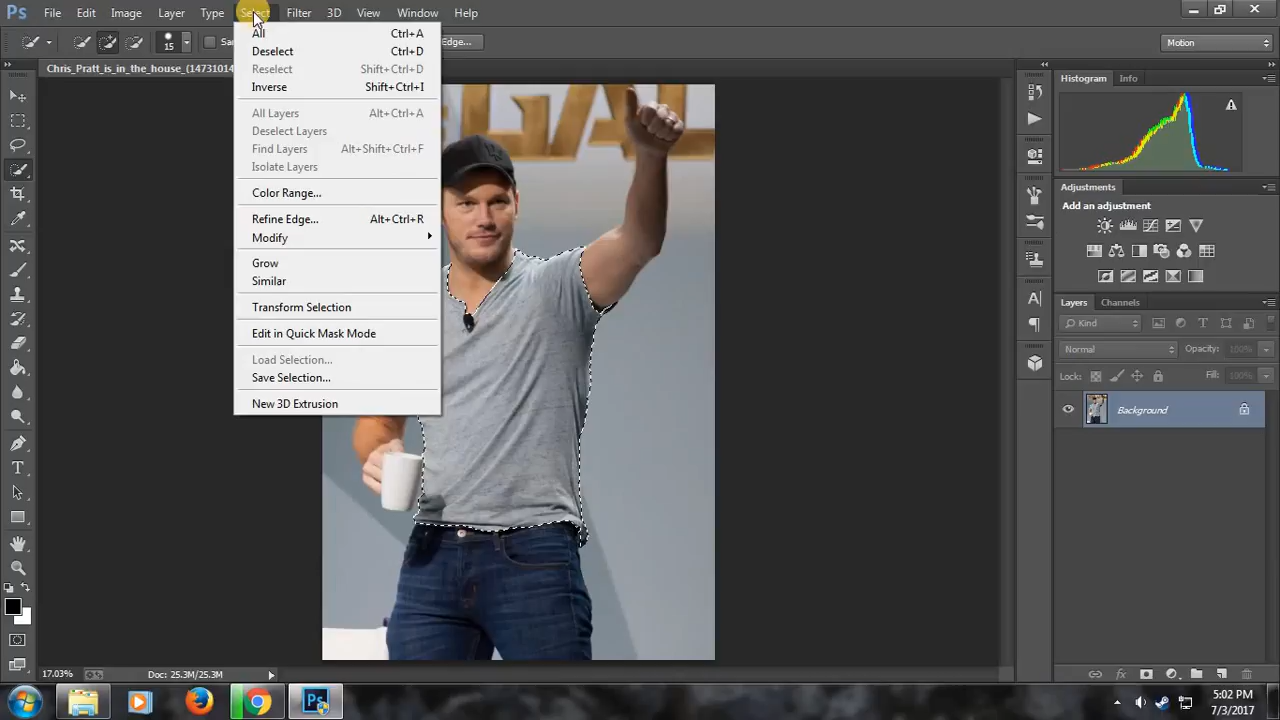 Ps File Edit Image Layer Type Select Filter 3D View Window Help
15 Edge... Motion
Chris_Pratt_is_in_the_house_(14731014
All Ctrl+A
Deselect Ctrl+D
Reselect Shift+Ctrl+D
Inverse Shift+Ctrl+I
All Layers Alt+Ctrl+A
Deselect Layers
Find Layers Alt+Shift+Ctrl+F
Isolate Layers
Color Range...
Refine Edge... Alt+Ctrl+R
Modify
Grow
Similar
Transform Selection
Edit in Quick Mask Mode
Load Selection...
Save Selection...
New 3D Extrusion
Histogram Info
Adjustments
Add an adjustment
Layers Channels
Kind
Normal Opacity: 100%
Lock: Fill: 100%
Background
17.03% Doc: 25.3M/25.3M
Ps
5:02 PM
7/3/2017